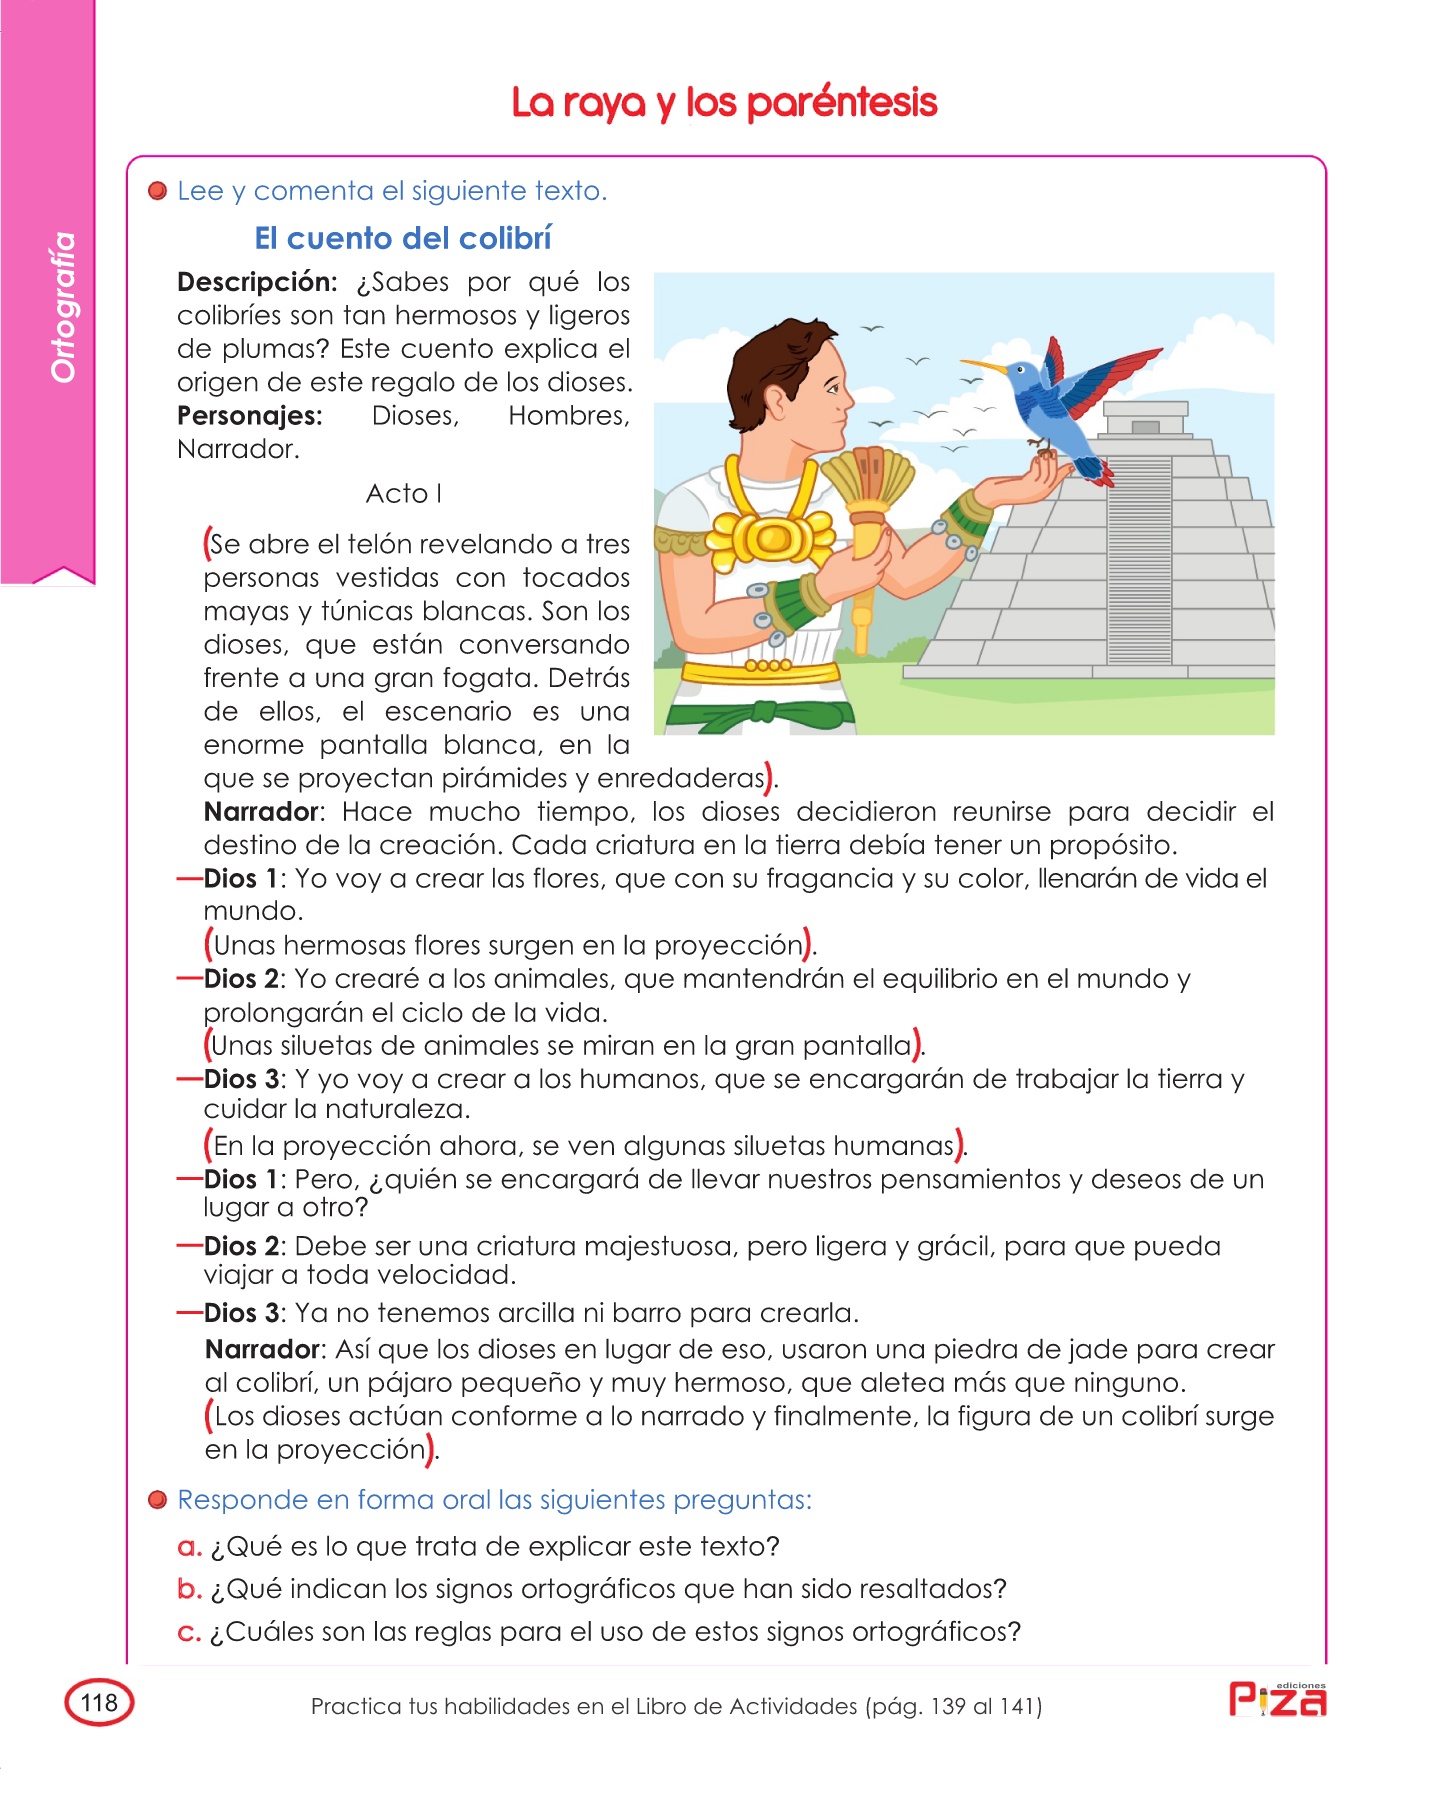 Ortografía
La raya y los paréntesis
Lee y comenta el siguiente texto.
El cuento del colibrí
Descripción: ¿Sabes por qué los
colibríes son tan hermosos y ligeros
de plumas? Este cuento explica el
origen de este regalo de los dioses.
Personajes: Dioses, Hombres,
Narrador.
Acto I
(Se abre el telón revelando a tres
personas vestidas con tocados
mayas y túnicas blancas. Son los
dioses, que están conversando
frente a una gran fogata. Detrás
de ellos, el escenario es una
enorme pantalla blanca, en la
que se proyectan pirámides y enredaderas).
Narrador: Hace mucho tiempo, los dioses decidieron reunirse para decidir el
destino de la creación. Cada criatura en la tierra debía tener un propósito.
—Dios 1: Yo voy a crear las flores, que con su fragancia y su color, llenarán de vida el
mundo.
(Unas hermosas flores surgen en la proyección).
—Dios 2: Yo crearé a los animales, que mantendrán el equilibrio en el mundo y
prolongarán el ciclo de la vida.
(Unas siluetas de animales se miran en la gran pantalla).
—Dios 3: Y yo voy a crear a los humanos, que se encargarán de trabajar la tierra y
cuidar la naturaleza.
(En la proyección ahora, se ven algunas siluetas humanas).
—Dios 1: Pero, ¿quién se encargará de llevar nuestros pensamientos y deseos de un
lugar a otro?
—Dios 2: Debe ser una criatura majestuosa, pero ligera y grácil, para que pueda
viajar a toda velocidad.
—Dios 3: Ya no tenemos arcilla ni barro para crearla.
Narrador: Así que los dioses en lugar de eso, usaron una piedra de jade para crear
al colibrí, un pájaro pequeño y muy hermoso, que aletea más que ninguno.
(Los dioses actúan conforme a lo narrado y finalmente, la figura de un colibrí surge
en la proyección).
Responde en forma oral las siguientes preguntas:
a. ¿Qué es lo que trata de explicar este texto?
b. ¿Qué indican los signos ortográficos que han sido resaltados?
c. ¿Cuáles son las reglas para el uso de estos signos ortográficos?
118
Practica tus habilidades en el Libro de Actividades (pág. 139 al 141)
ediciones
Piza